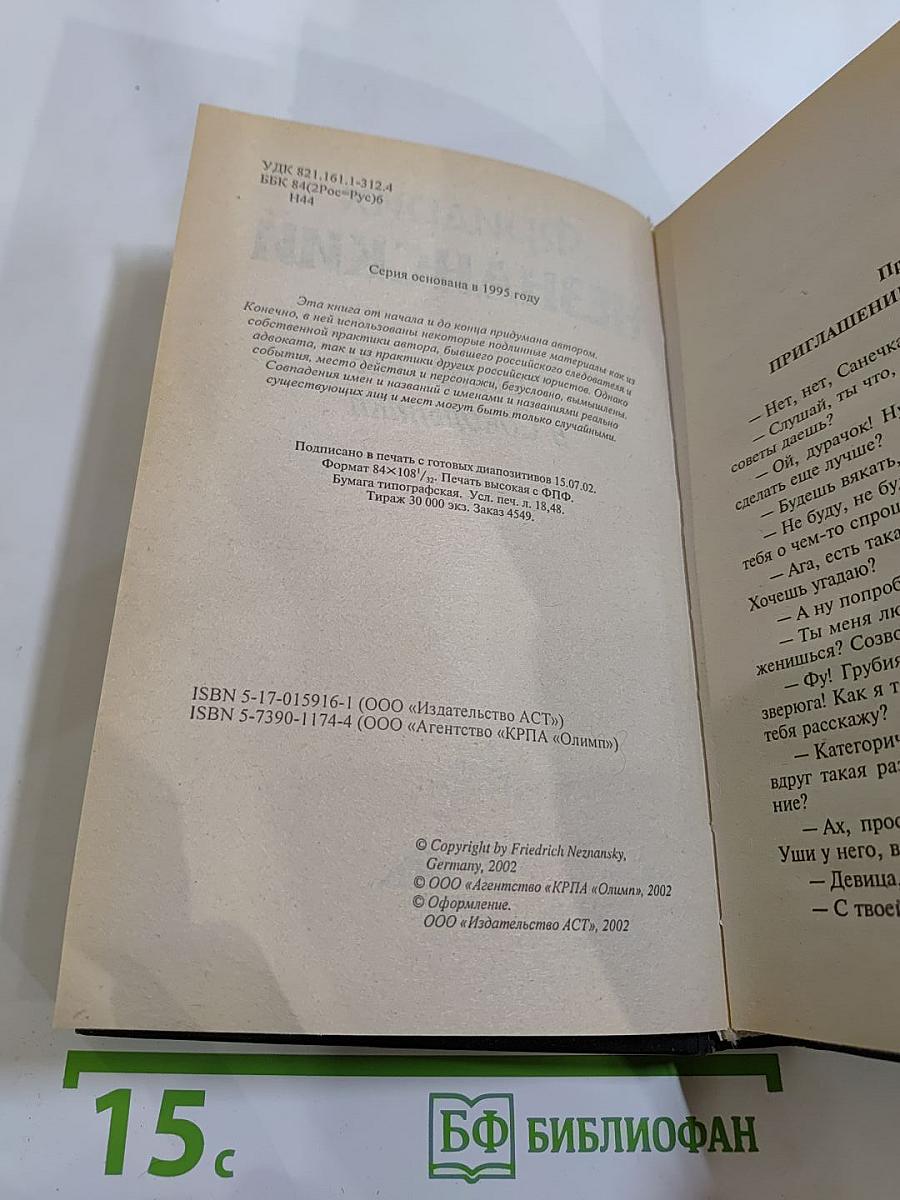 УДК 821.161.1-312.4
ББК 84(2Рос=Рус)6
Н44
Серия основана в 1995 году
Эта книга от начала и до конца придумана автором.
Конечно, в ней использованы некоторые подлинные материалы как из
собственной практики автора, бывшего российского следователя и
адвоката, так и из практики других российских юристов. Однако
события, место действия и персонажи, безусловно, вымышлены.
Совпадения имен и названий с именами и названиями реально
существующих лиц и мест могут быть только случайными.
Подписано в печать с готовых диапозитивов 15.07.02.
Формат 84×108¹/₃₂. Печать высокая с ФПФ.
Бумага типографская. Усл. печ. л. 18,48.
Тираж 30 000 экз. Заказ 4549.
ISBN 5-17-015916-1 (ООО «Издательство АСТ»)
ISBN 5-7390-1174-4 (ООО «Агентство «КРПА «Олимп»)
© Copyright by Friedrich Neznansky,
Germany, 2002
© ООО «Агентство «КРПА «Олимп», 2002
© Оформление.
ООО «Издательство АСТ», 2002
ПРИГЛАШЕНИ
— Нет, нет, Санечка
— Слушай, ты что,
советы даешь?
— Ой, дурачок! Ну
сделать еще лучше?
— Будешь вякать,
— Не буду, не бу
тебя о чем-то спрош
— Ага, есть така
Хочешь угадаю?
— А ну попроб
— Ты меня лю
женишься? Созво
— Фу! Грубия
зверюга! Как я т
тебя расскажу?
— Категорич
вдруг такая раз
ние?
— Ах, прос
Уши у него, в
— Девица.
— С твоей
15 с
БФ БИБЛИОФАН